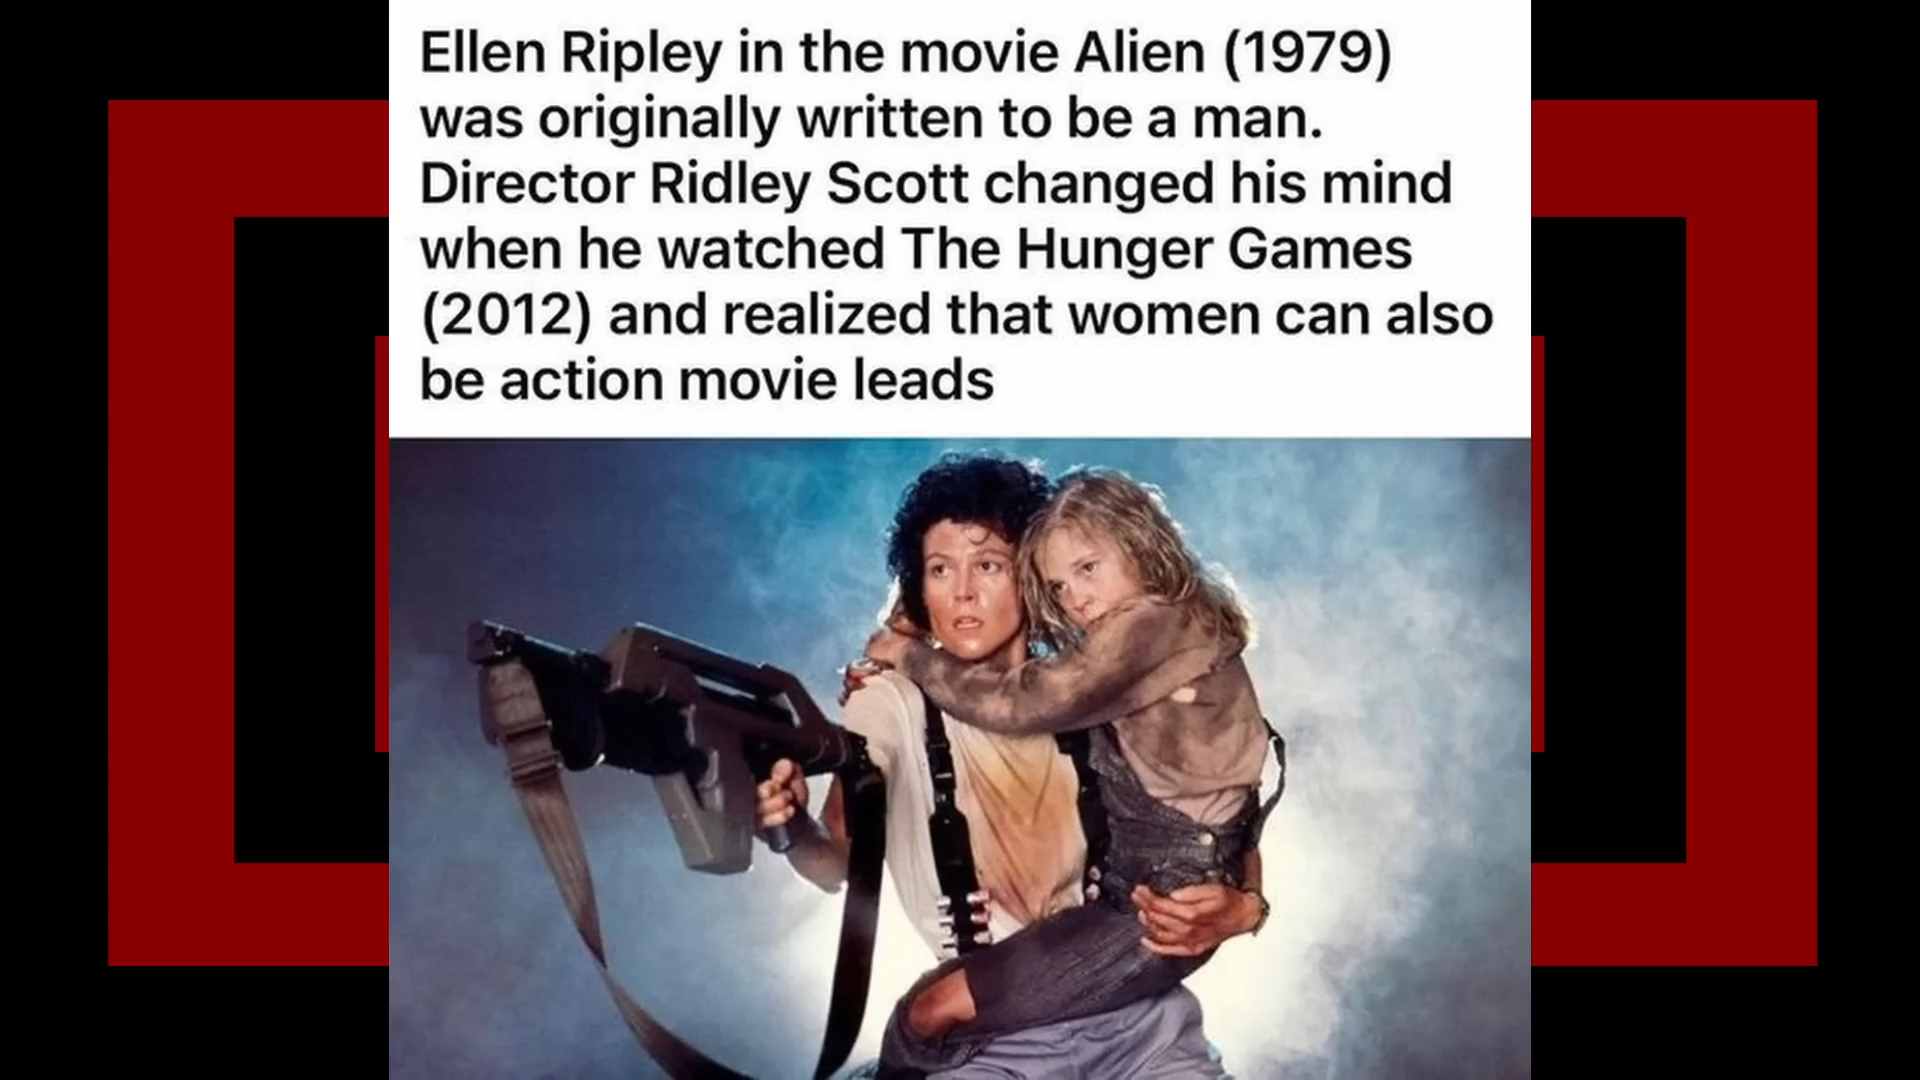 Ellen Ripley in the movie Alien (1979)
was originally written to be a man.
Director Ridley Scott changed his mind
when he watched The Hunger Games
(2012) and realized that women can also
be action movie leads